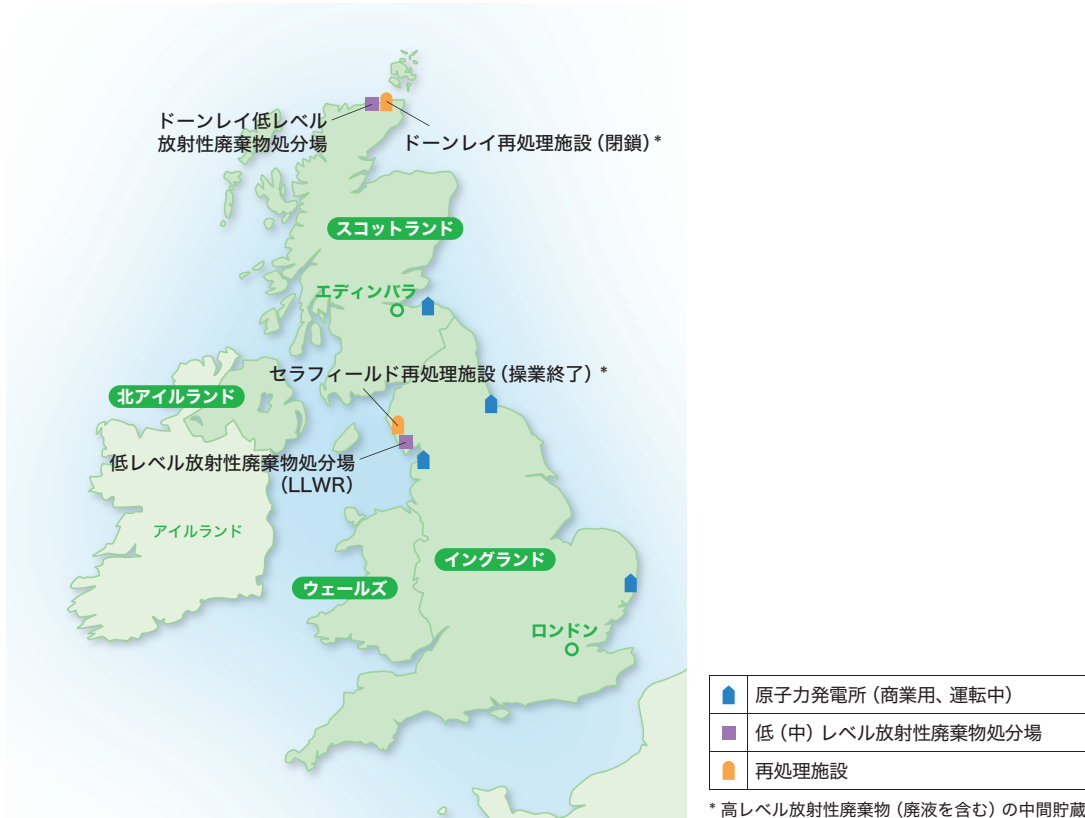 ドーンレイ低レベル
放射性廃棄物処分場
ドーンレイ再処理施設（閉鎖）*
スコットランド
エディンバラ
セラフィールド再処理施設（操業終了）*
北アイルランド
低レベル放射性廃棄物処分場
（LLWR）
アイルランド
イングランド
ウェールズ
ロンドン
原子力発電所（商業用、運転中）
低（中）レベル放射性廃棄物処分場
再処理施設
* 高レベル放射性廃棄物（廃液を含む）の中間貯蔵